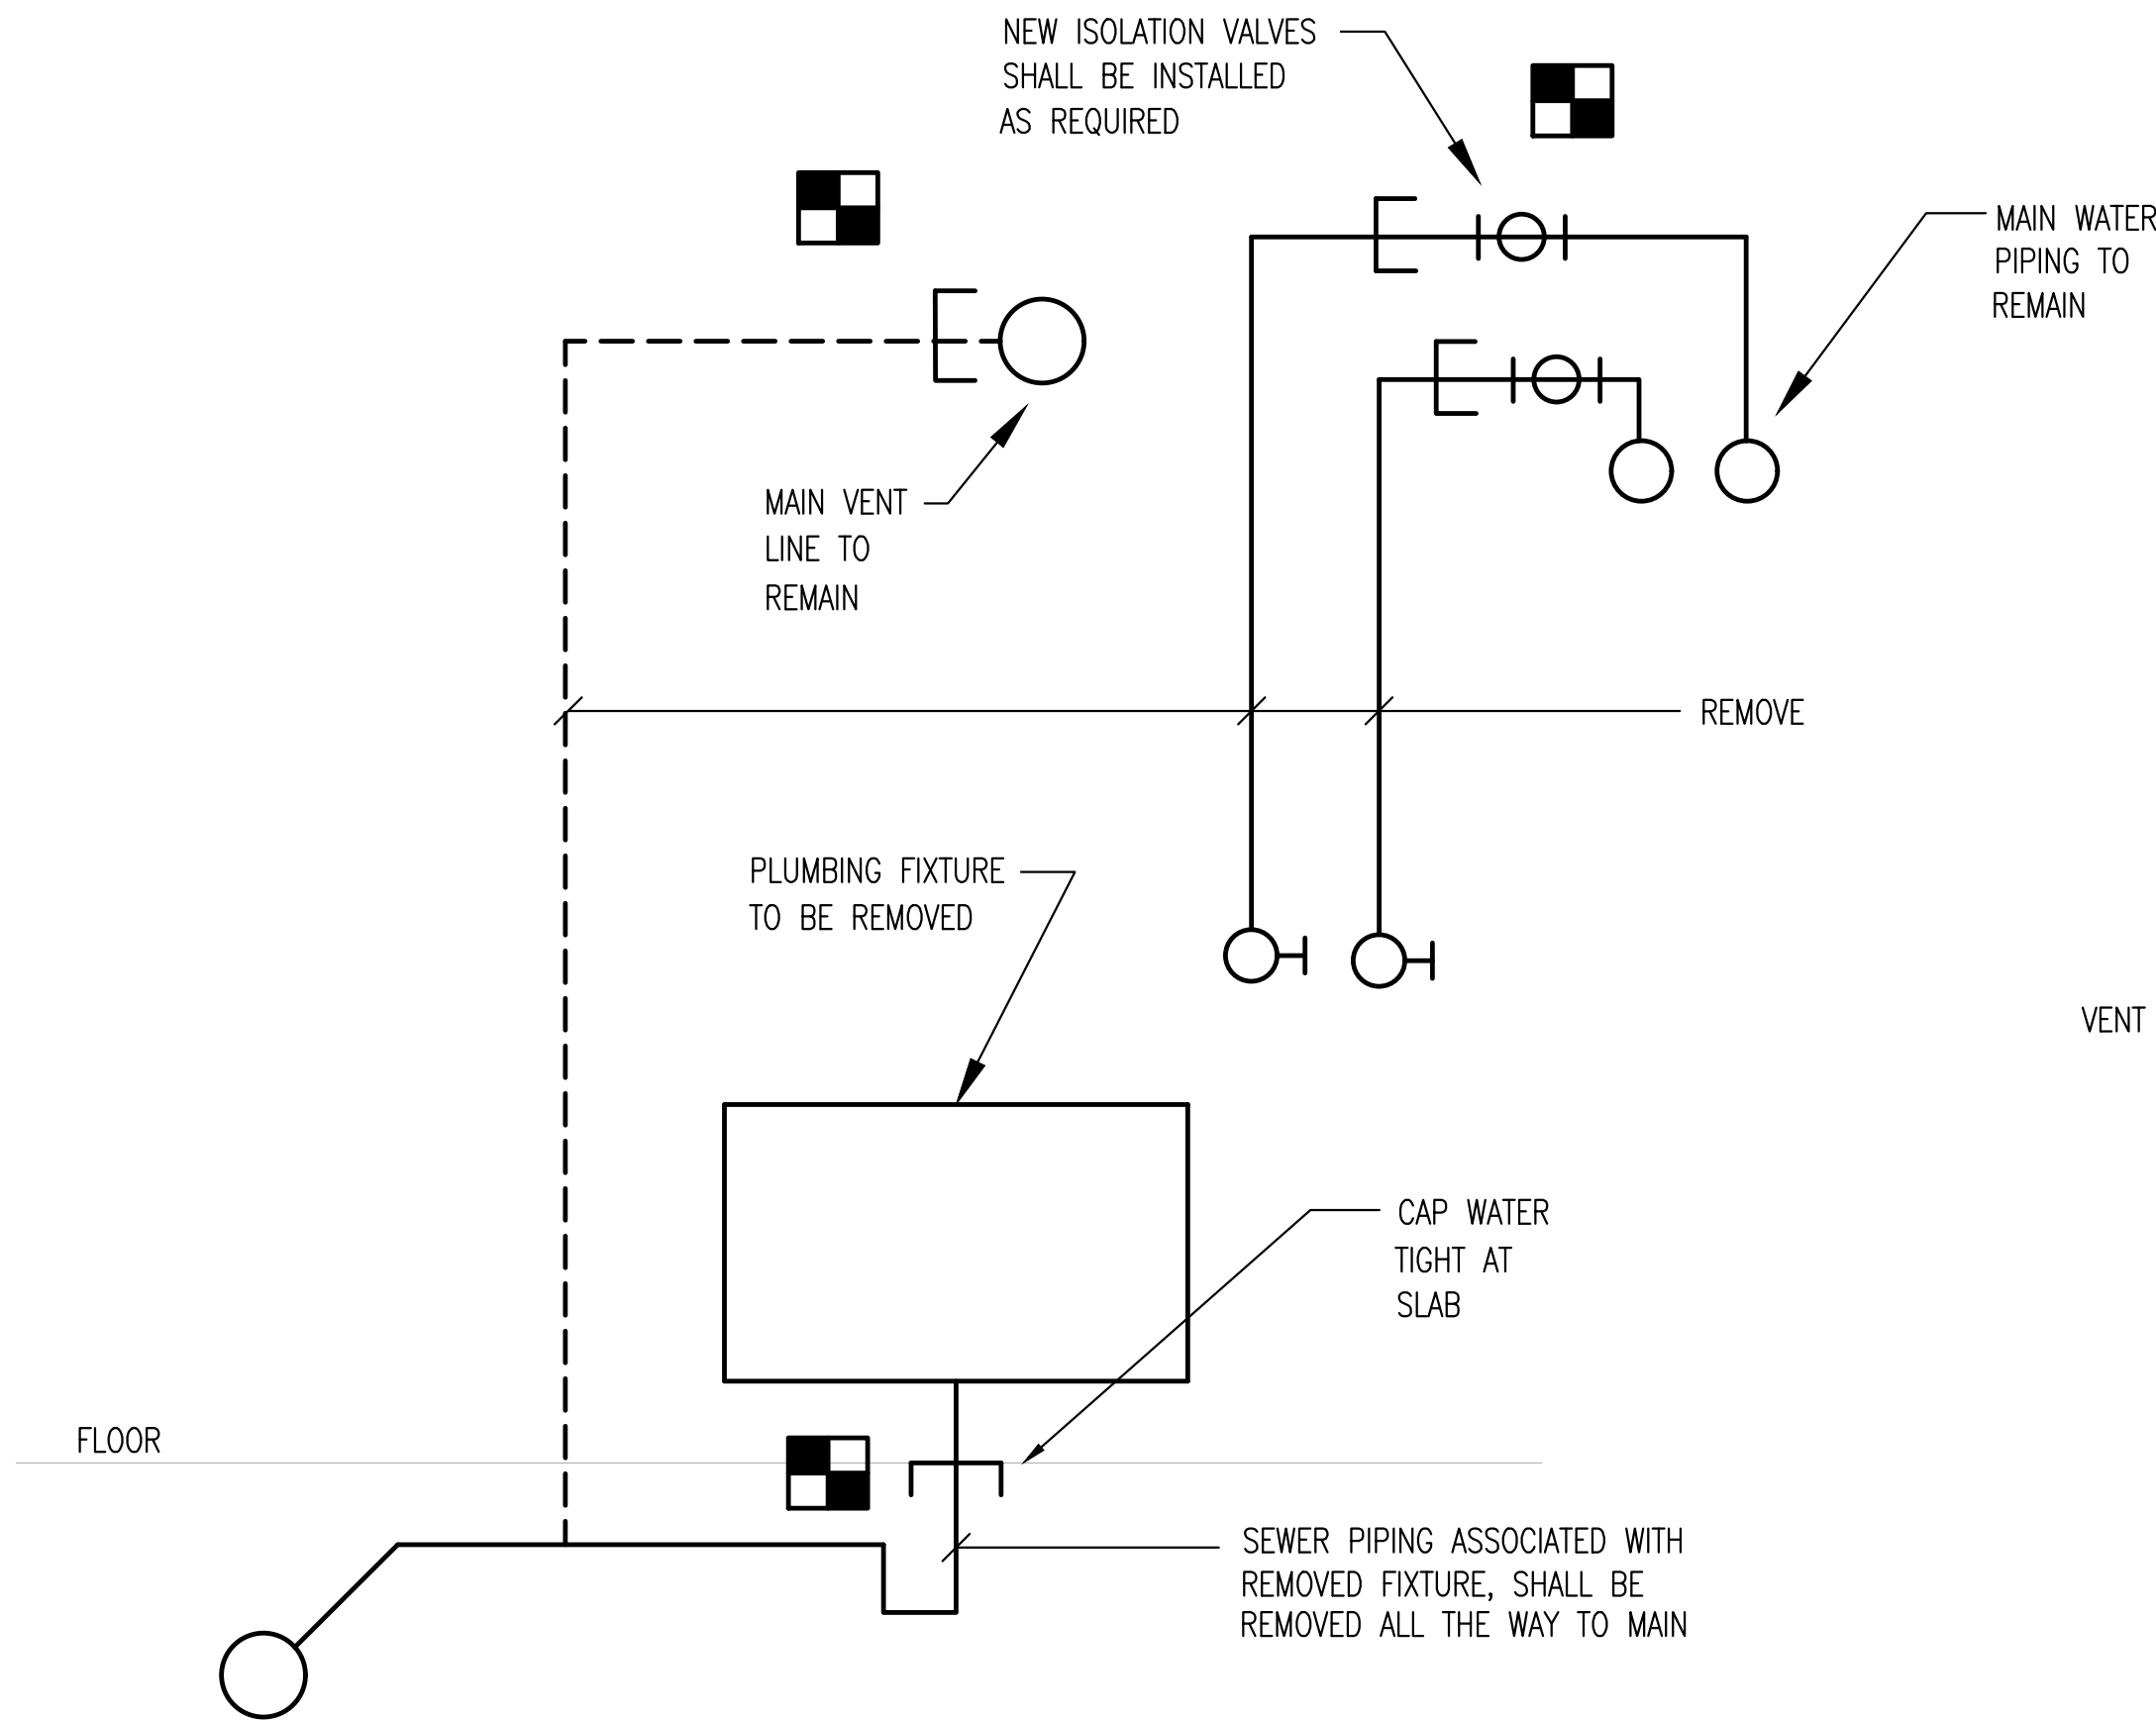 NEW ISOLATION VALVES
SHALL BE INSTALLED
AS REQUIRED
MAIN WATER
PIPING TO
REMAIN
MAIN VENT
LINE TO
REMAIN
REMOVE
PLUMBING FIXTURE
TO BE REMOVED
VENT
CAP WATER
TIGHT AT
SLAB
FLOOR
SEWER PIPING ASSOCIATED WITH
REMOVED FIXTURE, SHALL BE
REMOVED ALL THE WAY TO MAIN